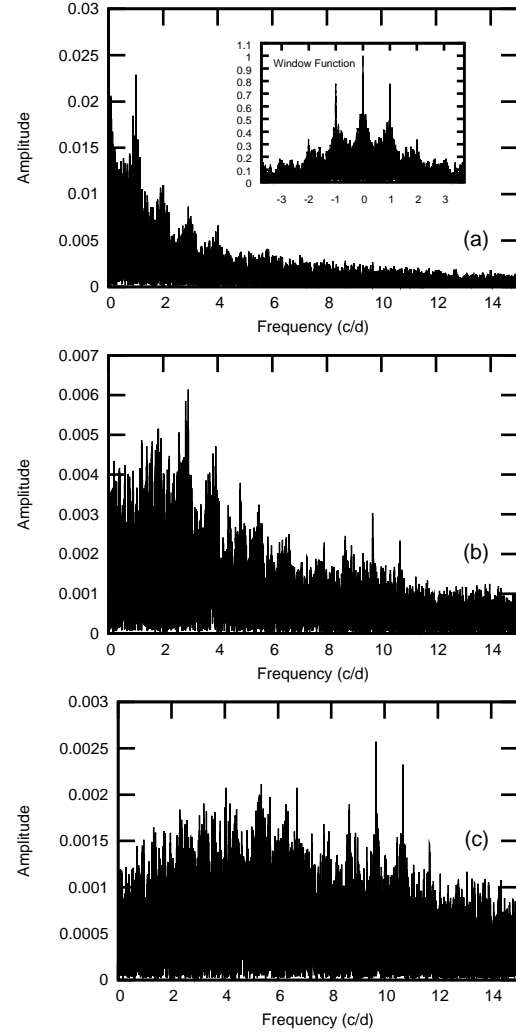 0.03
0.025
0.02
0.015
0.01
0.005
0
Amplitude
1.1
1
0.9
0.8
0.7
0.6
0.5
0.4
0.3
0.2
0.1
0
Window Function
-3 -2 -1 0 1 2 3
(a)
0 2 4 6 8 10 12 14
Frequency (c/d)
0.007
0.006
0.005
0.004
0.003
0.002
0.001
0
Amplitude
(b)
0 2 4 6 8 10 12 14
Frequency (c/d)
0.003
0.0025
0.002
0.0015
0.001
0.0005
0
Amplitude
(c)
0 2 4 6 8 10 12 14
Frequency (c/d)